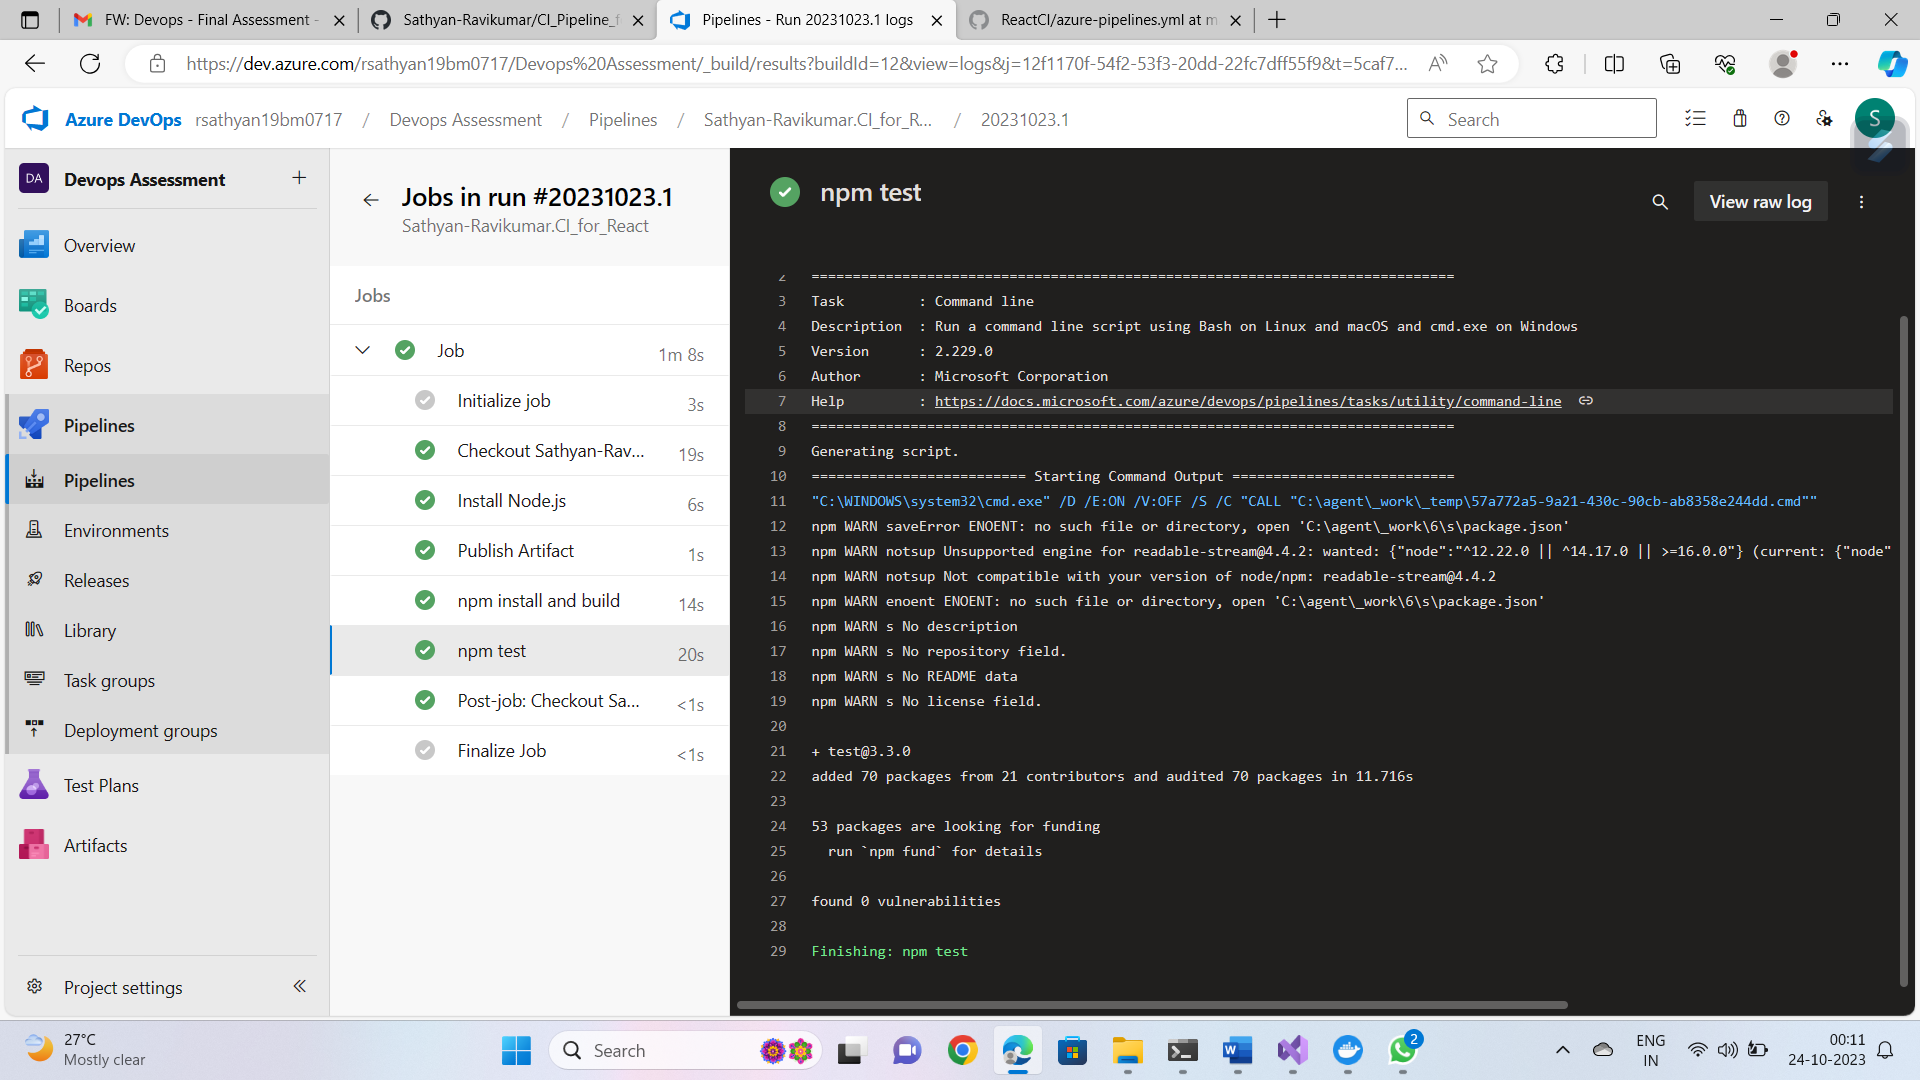 FW: Devops - Final Assessment -
Sathyan-Ravikumar/CI_Pipeline_f
Pipelines - Run 20231023.1 logs
ReactCI/azure-pipelines.yml at m
https://dev.azure.com/rsathyan19bm0717/Devops%20Assessment/_build/results?buildId=12&view=logs&j=12f1170f-54f2-53f3-20dd-22fc7dff55f9&t=5caf7...
Azure DevOps rsathyan19bm0717 / Devops Assessment / Pipelines / Sathyan-Ravikumar.CI_for_R... / 20231023.1
Search
S
DA Devops Assessment +
Overview
Boards
Repos
Pipelines
Pipelines
Environments
Releases
Library
Task groups
Deployment groups
Test Plans
Artifacts
Project settings
Jobs in run #20231023.1
Sathyan-Ravikumar.CI_for_React
Jobs
Job 1m 8s
Initialize job 3s
Checkout Sathyan-Rav... 19s
Install Node.js 6s
Publish Artifact 1s
npm install and build 14s
npm test 20s
Post-job: Checkout Sa... <1s
Finalize Job <1s
npm test
View raw log
2 ==============================================================================
3 Task : Command line
4 Description : Run a command line script using Bash on Linux and macOS and cmd.exe on Windows
5 Version : 2.229.0
6 Author : Microsoft Corporation
7 Help : https://docs.microsoft.com/azure/devops/pipelines/tasks/utility/command-line
8 ==============================================================================
9 Generating script.
10 ========================== Starting Command Output ===========================
11 "C:\WINDOWS\system32\cmd.exe" /D /E:ON /V:OFF /S /C "CALL "C:\agent\_work\_temp\57a772a5-9a21-430c-90cb-ab8358e244dd.cmd""
12 npm WARN saveError ENOENT: no such file or directory, open 'C:\agent\_work\6\s\package.json'
13 npm WARN notsup Unsupported engine for readable-stream@4.4.2: wanted: {"node":"^12.22.0 || ^14.17.0 || >=16.0.0"} (current: {"node"
14 npm WARN notsup Not compatible with your version of node/npm: readable-stream@4.4.2
15 npm WARN enoent ENOENT: no such file or directory, open 'C:\agent\_work\6\s\package.json'
16 npm WARN s No description
17 npm WARN s No repository field.
18 npm WARN s No README data
19 npm WARN s No license field.
20
21 + test@3.3.0
22 added 70 packages from 21 contributors and audited 70 packages in 11.716s
23
24 53 packages are looking for funding
25 run `npm fund` for details
26
27 found 0 vulnerabilities
28
29 Finishing: npm test
27°C
Mostly clear
Search
2
ENG
IN
00:11
24-10-2023